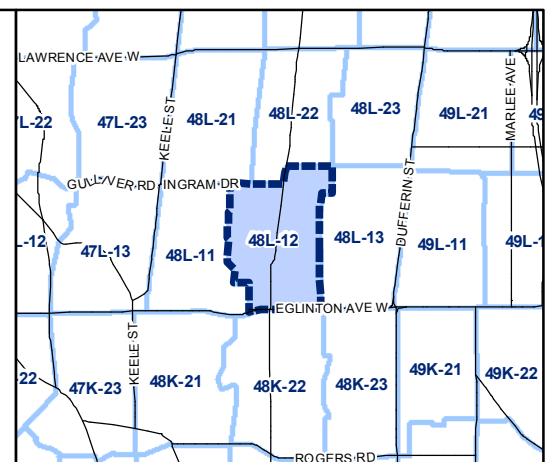 LAWRENCE AVE W
MARLEE AVE
KEELE ST
7L-22
47L-23
48L-21
48L-22
48L-23
49L-21
49
GULLYVER RD
INGRAM DR
DUFFERIN ST
L-12
47L-13
48L-11
48L-12
48L-13
49L-11
49L-1
EGLINTON AVE W
KEELE ST
22
47K-23
48K-21
48K-22
48K-23
49K-21
49K-22
ROGERS RD